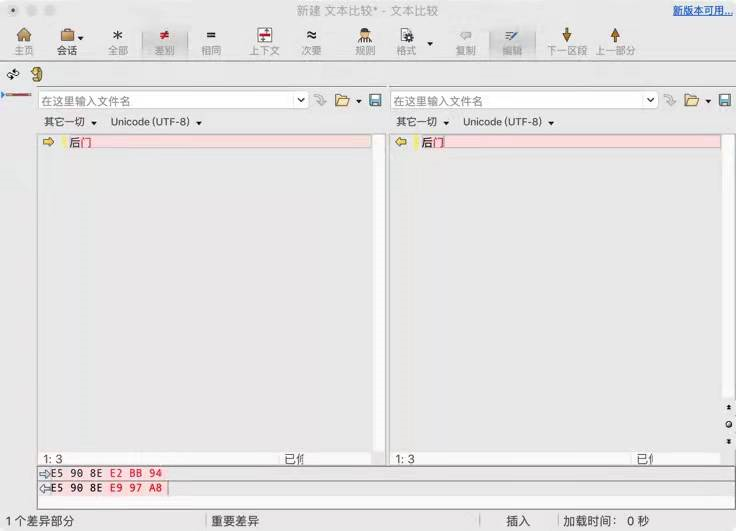 新建 文本比较* - 文本比较
新版本可用...
主页 会话 全部 差别 相同 上下文 次要 规则 格式 复制 编辑 下一区段 上一部分
在这里输入文件名 在这里输入文件名
其它一切 Unicode (UTF-8) 其它一切 Unicode (UTF-8)
后⻔ 后门
1: 3 已修 1: 3 已修
E5 90 8E E2 BB 94
E5 90 8E E9 97 A8
1 个差异部分 重要差异 插入 加载时间: 0 秒